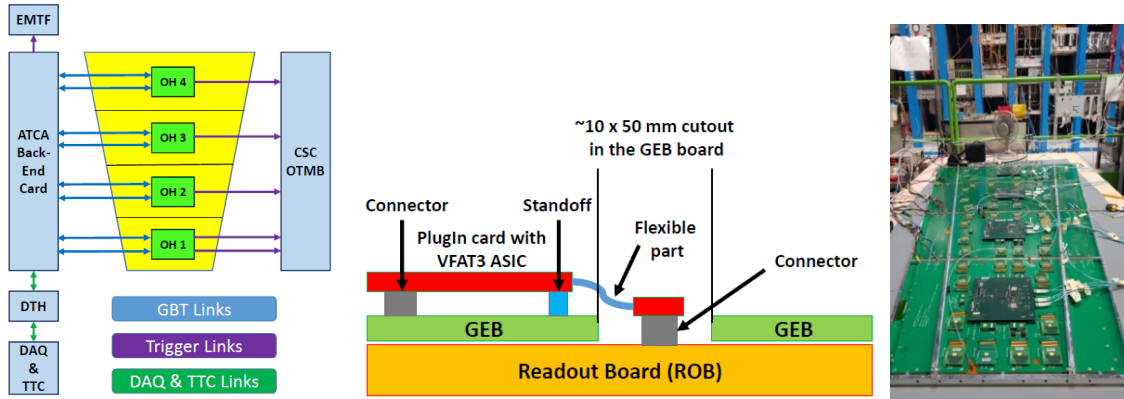 EMTF
ATCA
Back-
End
Card
OH 4
OH 3
OH 2
OH 1
CSC
OTMB
DTH
DAQ
&
TTC
GBT Links
Trigger Links
DAQ & TTC Links
~10 x 50 mm cutout
in the GEB board
Connector
Standoff
PlugIn card with
VFAT3 ASIC
Flexible
part
Connector
GEB
GEB
Readout Board (ROB)